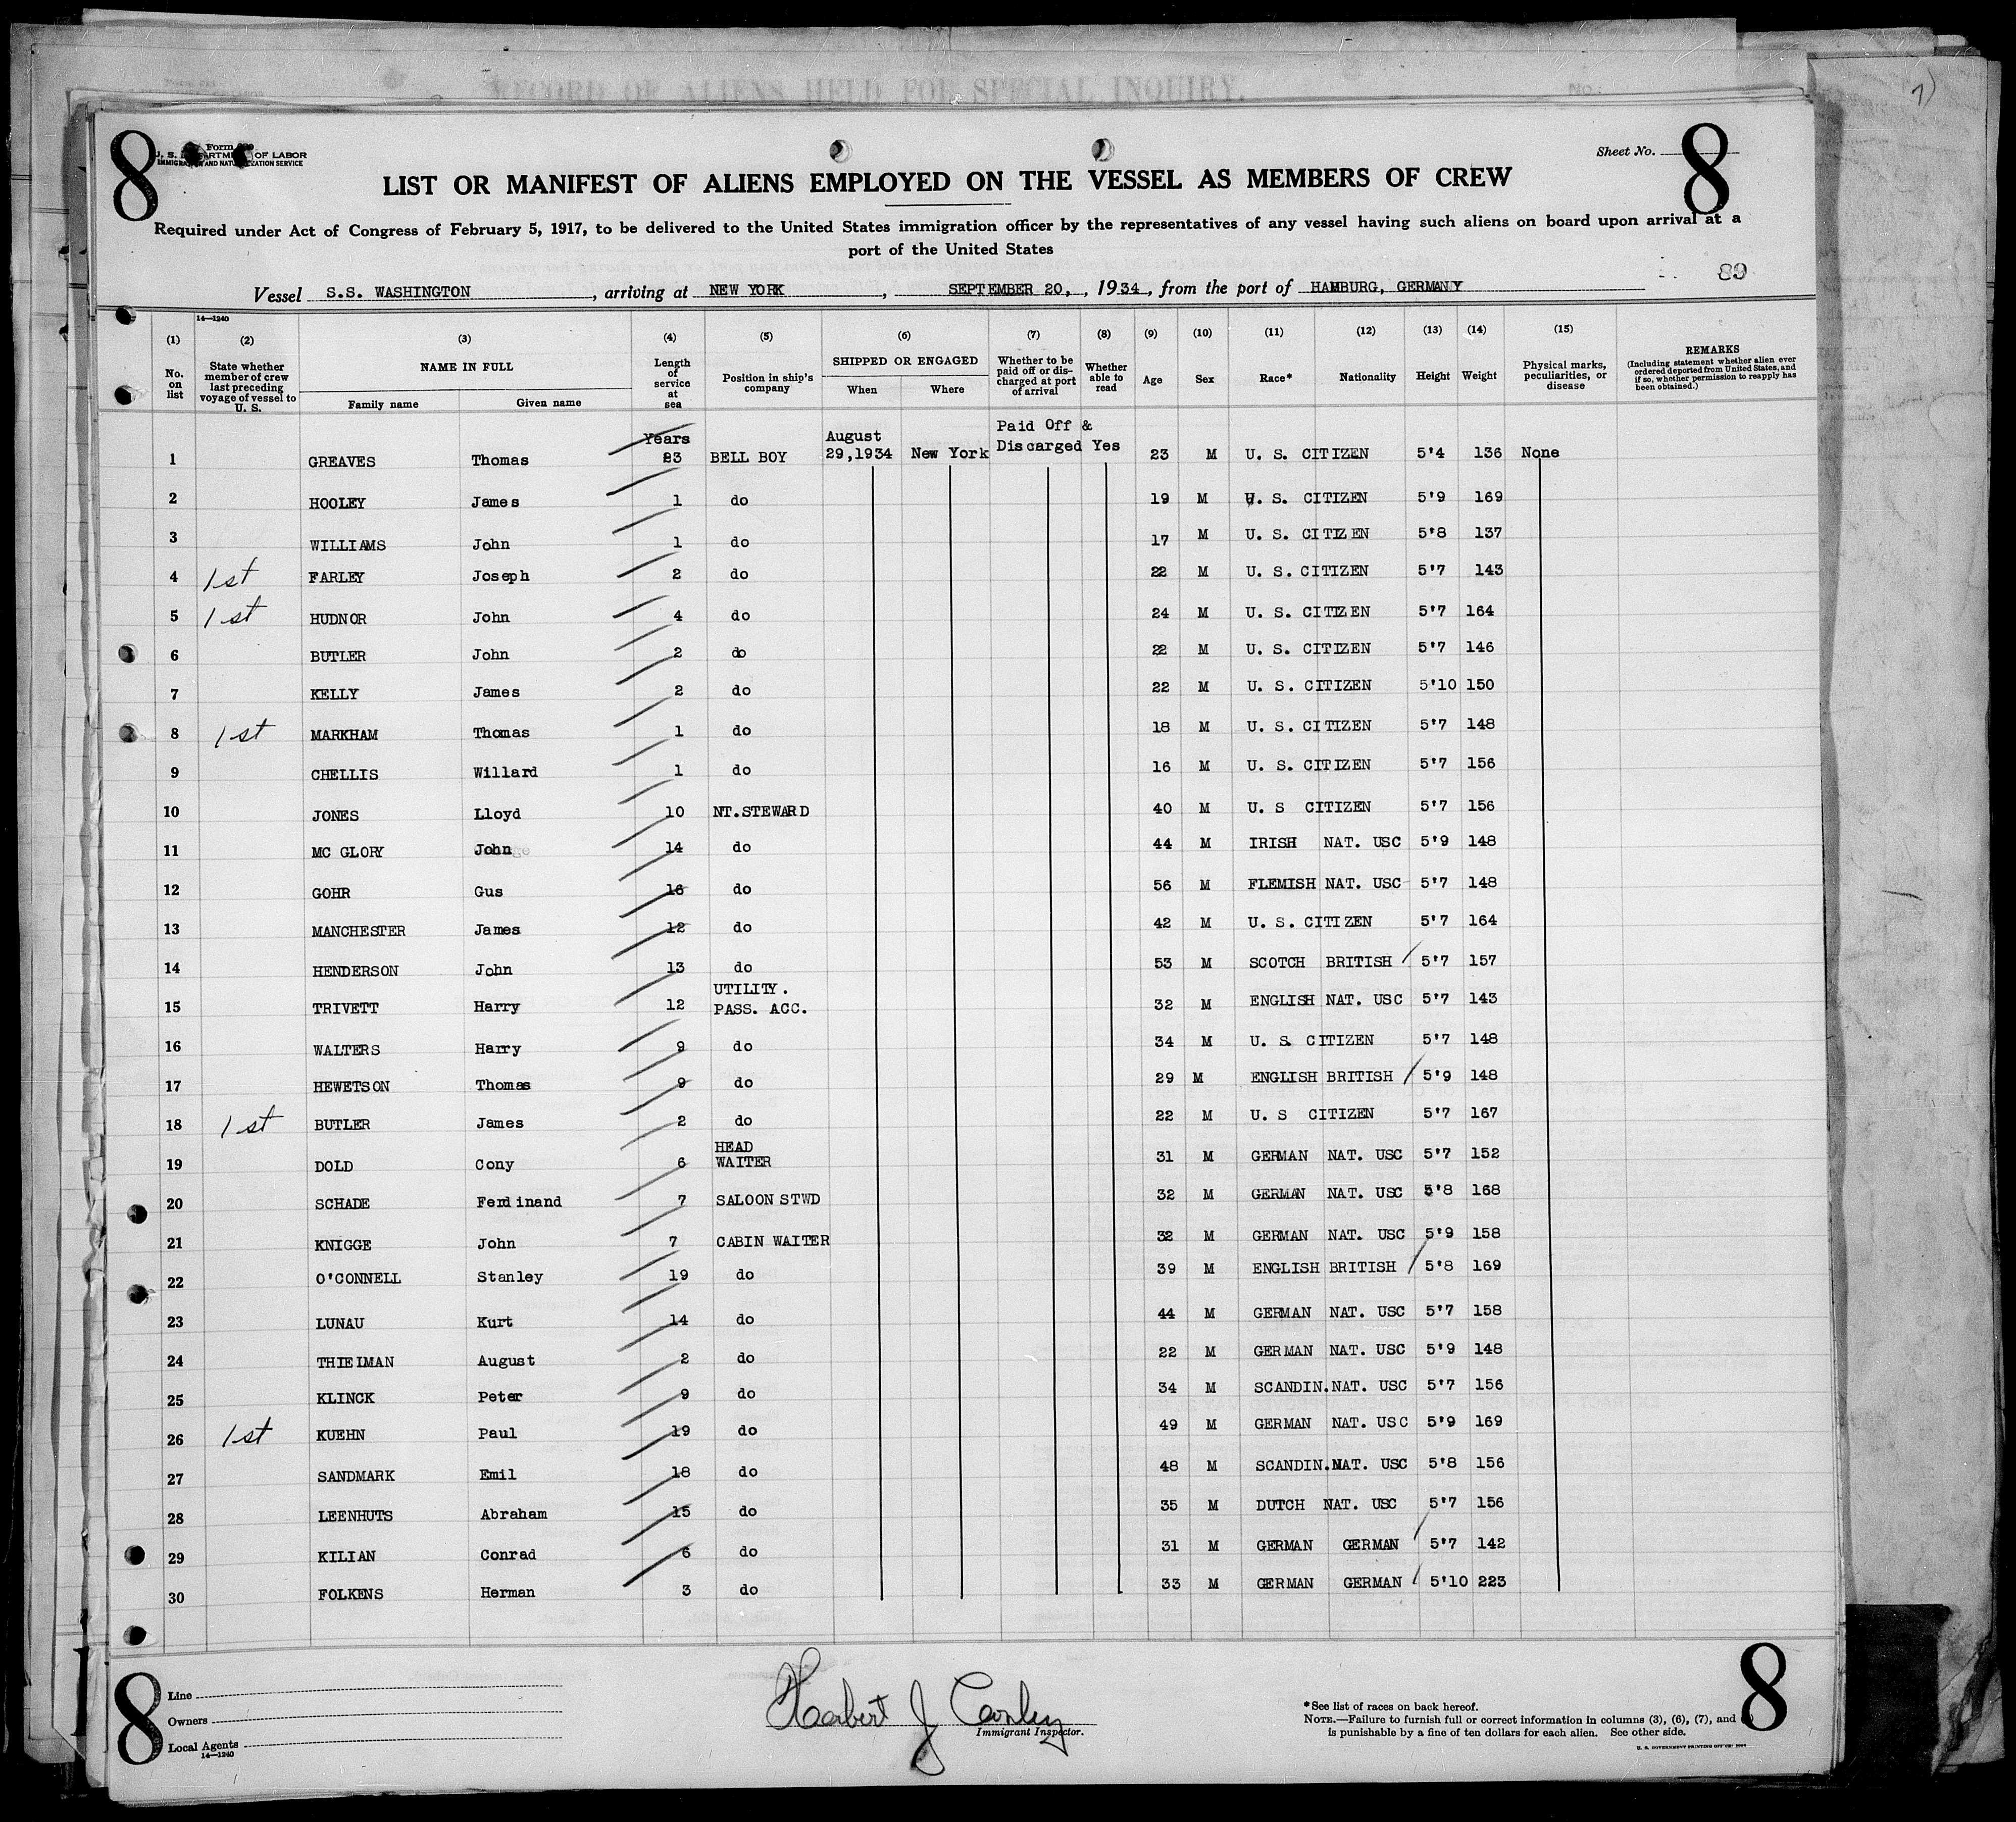 RECORD OF ALIENS HELD FOR SPECIAL INQUIRY.
No.
8 8
Form
U. S. DEPARTMENT OF LABOR
IMMIGRATION AND NATURALIZATION SERVICE
Sheet No.
LIST OR MANIFEST OF ALIENS EMPLOYED ON THE VESSEL AS MEMBERS OF CREW
Required under Act of Congress of February 5, 1917, to be delivered to the United States immigration officer by the representatives of any vessel having such aliens on board upon arrival at a
port of the United States
89
Vessel S.S. WASHINGTON, arriving at NEW YORK, SEPTEMBER 20, , 1934, from the port of HAMBURG, GERMANY
14—1240
(1) (2) (3) (4) (5) (6) (7) (8) (9) (10) (11) (12) (13) (14) (15)
No. on list
State whether member of crew last preceding voyage of vessel to U. S.
NAME IN FULL
Family name Given name
Length of service at sea
Position in ship's company
SHIPPED OR ENGAGED
When Where
Whether to be paid off or discharged at port of arrival
Whether able to read
Age Sex Race* Nationality Height Weight
Physical marks, peculiarities, or disease
REMARKS
(Including statement whether alien ever ordered deported from United States, and if so, whether permission to reapply has been obtained.)
Years August Paid Off &
1 GREAVES Thomas 23 BELL BOY 29,1934 New York Discarged Yes 23 M U. S. CITIZEN 5'4 136 None
2 HOOLEY James 1 do 19 M U. S. CITIZEN 5'9 169
3 WILLIAMS John 1 do 17 M U. S. CITIZEN 5'8 137
4 1st FARLEY Joseph 2 do 22 M U. S. CITIZEN 5'7 143
5 1st HUDNOR John 4 do 24 M U. S. CITIZEN 5'7 164
6 BUTLER John 2 do 22 M U. S. CITIZEN 5'7 146
7 KELLY James 2 do 22 M U. S. CITIZEN 5'10 150
8 1st MARKHAM Thomas 1 do 18 M U. S. CITIZEN 5'7 148
9 CHELLIS Willard 1 do 16 M U. S. CITIZEN 5'7 156
10 JONES Lloyd 10 NT.STEWARD 40 M U. S CITIZEN 5'7 156
11 MC GLORY John 14 do 44 M IRISH NAT. USC 5'9 148
12 GOHR Gus 16 do 56 M FLEMISH NAT. USC 5'7 148
13 MANCHESTER James 12 do 42 M U. S. CITIZEN 5'7 164
14 HENDERSON John 13 do 53 M SCOTCH BRITISH 5'7 157
15 TRIVETT Harry 12 UTILITY. PASS. ACC. 32 M ENGLISH NAT. USC 5'7 143
16 WALTERS Harry 9 do 34 M U. S. CITIZEN 5'7 148
17 HEWETSON Thomas 9 do 29 M ENGLISH BRITISH 5'9 148
18 1st BUTLER James 2 do 22 M U. S CITIZEN 5'7 167
19 DOLD Cony 6 HEAD WAITER 31 M GERMAN NAT. USC 5'7 152
20 SCHADE Ferdinand 7 SALOON STWD 32 M GERMAN NAT. USC 5'8 168
21 KNIGGE John 7 CABIN WAITER 32 M GERMAN NAT. USC 5'9 158
22 O'CONNELL Stanley 19 do 39 M ENGLISH BRITISH 5'8 169
23 LUNAU Kurt 14 do 44 M GERMAN NAT. USC 5'7 158
24 THIEIMAN August 2 do 22 M GERMAN NAT. USC 5'9 148
25 KLINCK Peter 9 do 34 M SCANDIN. NAT. USC 5'7 156
26 1st KUEHN Paul 19 do 49 M GERMAN NAT. USC 5'9 169
27 SANDMARK Emil 18 do 48 M SCANDIN. NAT. USC 5'8 156
28 LEENHUTS Abraham 15 do 35 M DUTCH NAT. USC 5'7 156
29 KILIAN Conrad 6 do 31 M GERMAN GERMAN 5'7 142
30 FOLKENS Herman 3 do 33 M GERMAN GERMAN 5'10 223
8 8
Line
Owners
Local Agents
14—1240
Herbert J
Immigrant Inspector.
*See list of races on back hereof.
NOTE.—Failure to furnish full or correct information in columns (3), (6), (7), and
is punishable by a fine of ten dollars for each alien. See other side.
U. S. GOVERNMENT PRINTING OFFICE